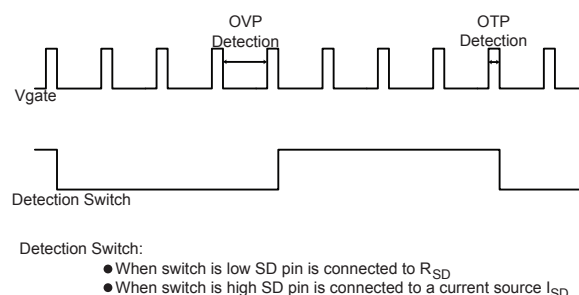 OVP
Detection
OTP
Detection
Vgate
Detection Switch
Detection Switch:
● When switch is low SD pin is connected to RSD
● When switch is high SD pin is connected to a current source ISD